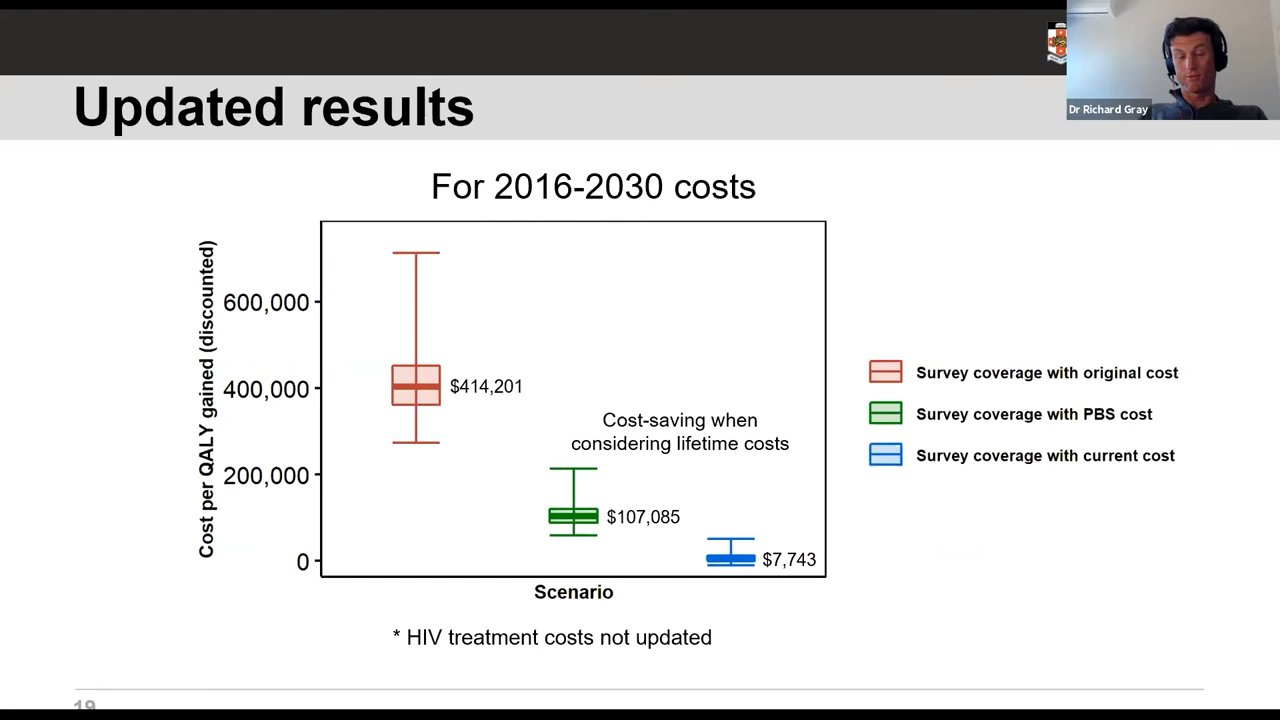 Dr Richard Gray
Updated results
For 2016-2030 costs
Cost per QALY gained (discounted)
600,000
400,000
200,000
0
$414,201
Cost-saving when
considering lifetime costs
$107,085
$7,743
Scenario
Survey coverage with original cost
Survey coverage with PBS cost
Survey coverage with current cost
* HIV treatment costs not updated
19